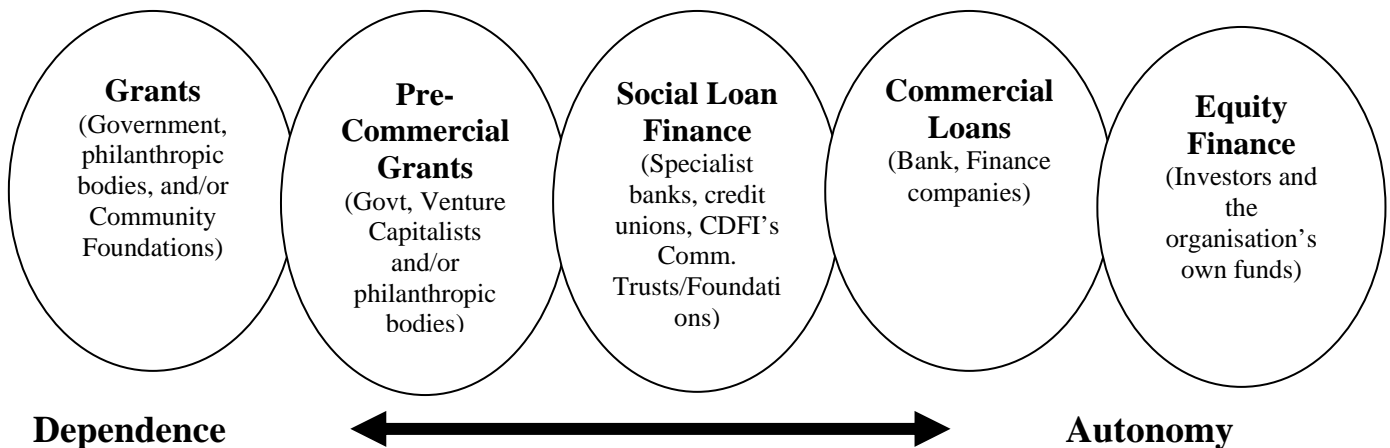 Grants
(Government,
philanthropic
bodies, and/or
Community
Foundations)
Pre-
Commercial
Grants
(Govt, Venture
Capitalists
and/or
philanthropic
bodies)
Social Loan
Finance
(Specialist
banks, credit
unions, CDFI’s
Comm.
Trusts/Foundati
ons)
Commercial
Loans
(Bank, Finance
companies)
Equity
Finance
(Investors and
the
organisation’s
own funds)
Dependence
Autonomy